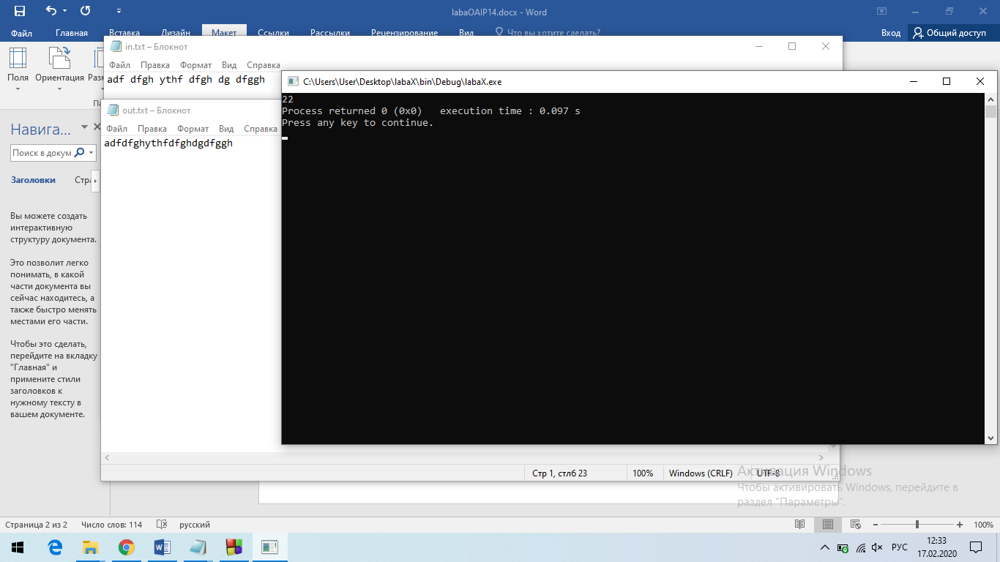 labaOAIP14.docx - Word
Файл Главная Вставка Дизайн Макет Ссылки Рассылки Рецензирование Вид Что вы хотите сделать? Вход Общий доступ
Поля Ориентация
in.txt – Блокнот
Файл Правка Формат Вид Справка
adf dfgh ythf dfgh dg dfggh
out.txt – Блокнот
Файл Правка Формат Вид Справка
adfdfghythfdfghdgdfggh
Стр 1, стлб 23 100% Windows (CRLF) UTF-8
C:\Users\User\Desktop\labaX\bin\Debug\labaX.exe
22
Process returned 0 (0x0) execution time : 0.097 s
Press any key to continue.
Навига...
Поиск в докум
Заголовки
Вы можете создать
интерактивную
структуру документа.
Это позволит легко
понимать, в какой
части документа вы
сейчас находитесь, а
также быстро менять
местами его части.
Чтобы это сделать,
перейдите на вкладку
"Главная" и
примените стили
заголовков к
нужному тексту в
вашем документе.
Активация Windows
Чтобы активировать Windows, перейдите в
раздел "Параметры".
Страница 2 из 2 Число слов: 114 русский 100%
РУС 12:33
17.02.2020